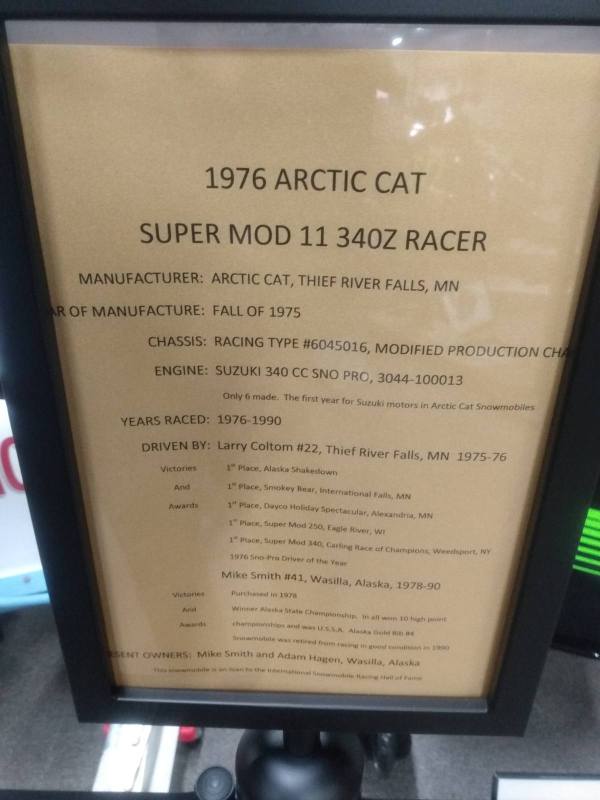 1976 ARCTIC CAT
SUPER MOD 11 340Z RACER
MANUFACTURER: ARCTIC CAT, THIEF RIVER FALLS, MN
AR OF MANUFACTURE: FALL OF 1975
CHASSIS: RACING TYPE #6045016, MODIFIED PRODUCTION CHA
ENGINE: SUZUKI 340 CC SNO PRO, 3044-100013
Only 6 made. The first year for Suzuki motors in Arctic Cat Snowmobiles
YEARS RACED: 1976-1990
DRIVEN BY: Larry Coltom #22, Thief River Falls, MN 1975-76
Victories 1st Place, Alaska Shakedown
And 1st Place, Smokey Bear, International Falls, MN
Awards 1st Place, Dayco Holiday Spectacular, Alexandria, MN
1st Place, Super Mod 250, Eagle River, WI
1st Place, Super Mod 340, Carling Race of Champions, Weedsport, NY
1976 Sno-Pro Driver of the Year
Mike Smith #41, Wasilla, Alaska, 1978-90
Victories Purchased in 1978
And Winner Alaska State Championship. In all won 10 high point
Awards championships and was U.S.S.A. Alaska Gold Bib #4
Snowmobile was retired from racing in good condition in 1990
ESENT OWNERS: Mike Smith and Adam Hagen, Wasilla, Alaska
This snowmobile is on loan to the International Snowmobile Racing Hall of Fame